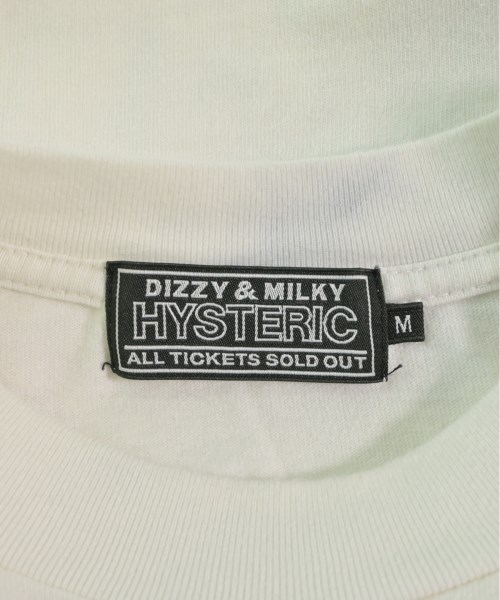 DIZZY & MILKY
HYSTERIC
ALL TICKETS SOLD OUT
M